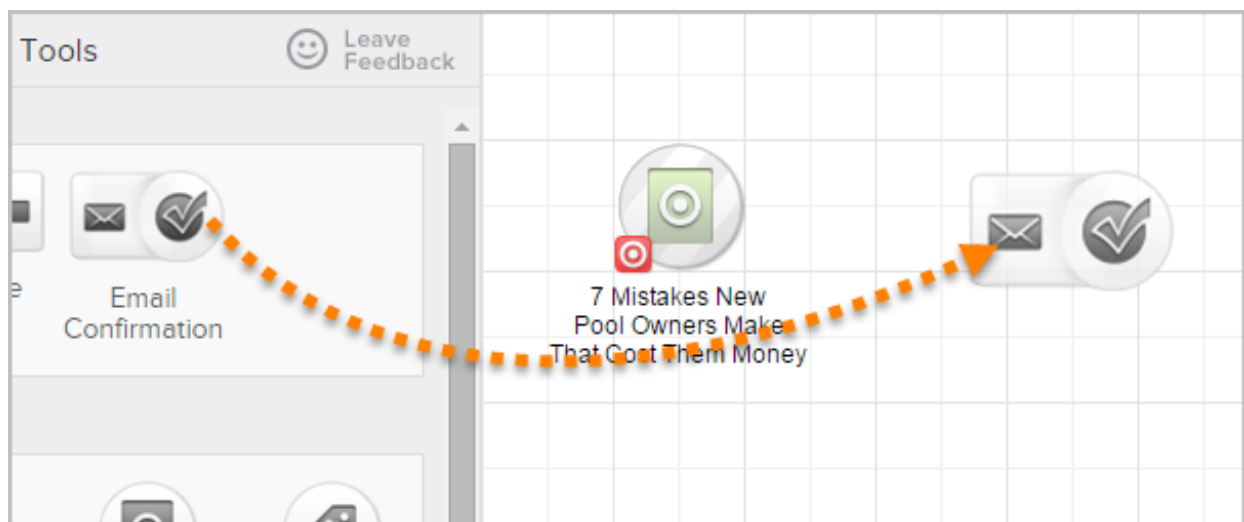 Tools
Leave
Feedback
e
Email
Confirmation
7 Mistakes New
Pool Owners Make
That Cost Them Money